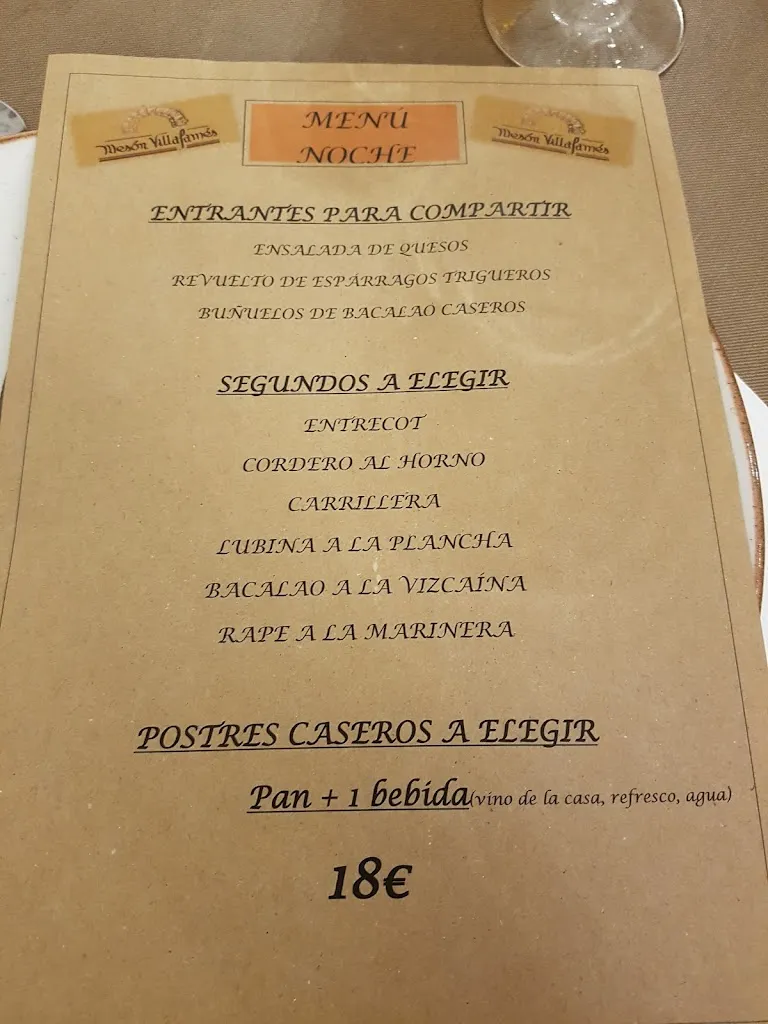 Mesón Villafamés
MENÚ
NOCHE
Mesón Villafamés
ENTRANTES PARA COMPARTIR
ENSALADA DE QUESOS
REVUELTO DE ESPÁRRAGOS TRIGUEROS
BUÑUELOS DE BACALAO CASEROS
SEGUNDOS A ELEGIR
ENTRECOT
CORDERO AL HORNO
CARRILLERA
LUBINA A LA PLANCHA
BACALAO A LA VIZCAÍNA
RAPE A LA MARINERA
POSTRES CASEROS A ELEGIR
Pan + 1 bebida(vino de la casa, refresco, agua)
18€